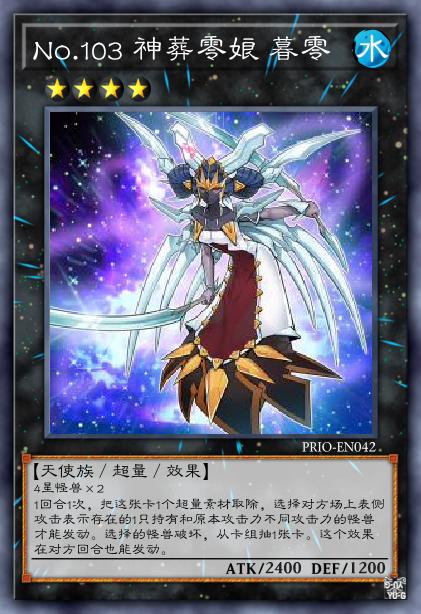 No.103 神葬零娘 暮零
水
PRIO-EN042
【天使族／超量／效果】
4星怪兽×2
1回合1次，把这张卡1个超量素材取除，选择对方场上表侧
攻击表示存在的1只持有和原本攻击力不同攻击力的怪兽
才能发动。选择的怪兽破坏，从卡组抽1张卡。这个效果
在对方回合也能发动。
ATK/2400 DEF/1200